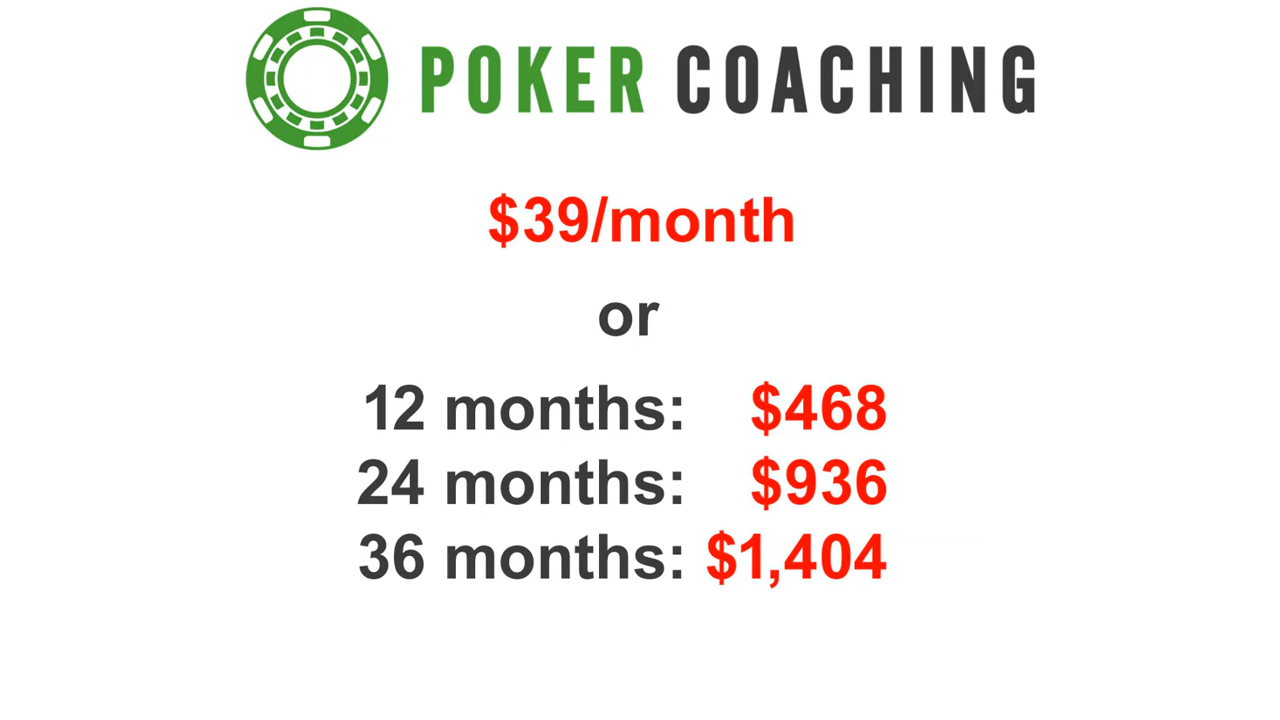 POKER COACHING
$39/month
or
12 months: $468
24 months: $936
36 months: $1,404